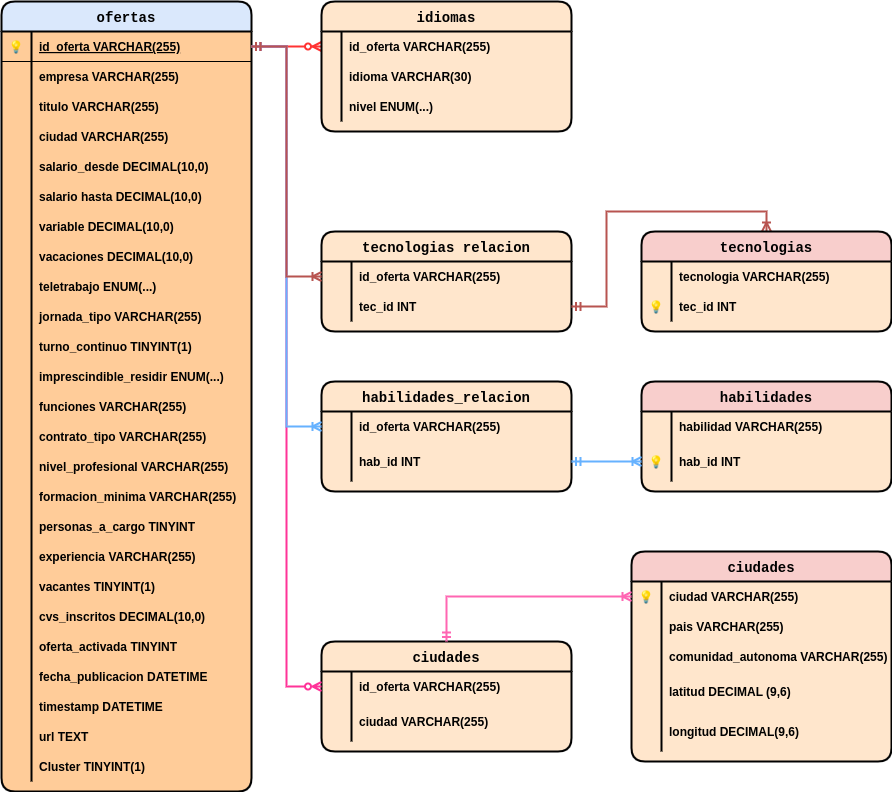 ofertas
id_oferta VARCHAR(255)
empresa VARCHAR(255)
titulo VARCHAR(255)
ciudad VARCHAR(255)
salario_desde DECIMAL(10,0)
salario hasta DECIMAL(10,0)
variable DECIMAL(10,0)
vacaciones DECIMAL(10,0)
teletrabajo ENUM(...)
jornada_tipo VARCHAR(255)
turno_continuo TINYINT(1)
imprescindible_residir ENUM(...)
funciones VARCHAR(255)
contrato_tipo VARCHAR(255)
nivel_profesional VARCHAR(255)
formacion_minima VARCHAR(255)
personas_a_cargo TINYINT
experiencia VARCHAR(255)
vacantes TINYINT(1)
cvs_inscritos DECIMAL(10,0)
oferta_activada TINYINT
fecha_publicacion DATETIME
timestamp DATETIME
url TEXT
Cluster TINYINT(1)
idiomas
id_oferta VARCHAR(255)
idioma VARCHAR(30)
nivel ENUM(...)
tecnologias relacion
id_oferta VARCHAR(255)
tec_id INT
tecnologias
tecnologia VARCHAR(255)
tec_id INT
habilidades_relacion
id_oferta VARCHAR(255)
hab_id INT
habilidades
habilidad VARCHAR(255)
hab_id INT
ciudades
id_oferta VARCHAR(255)
ciudad VARCHAR(255)
ciudades
ciudad VARCHAR(255)
pais VARCHAR(255)
comunidad_autonoma VARCHAR(255)
latitud DECIMAL (9,6)
longitud DECIMAL(9,6)